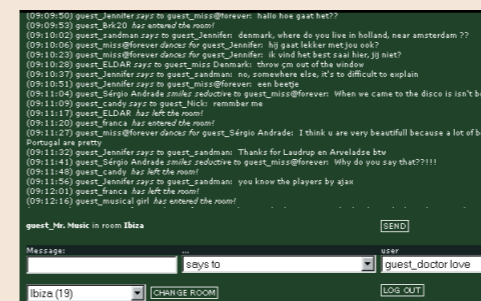 (09:09:50) guest_Jennifer says to guest_miss@forever: hallo hoe gaat het??
(09:09:53) guest_Brk20 has entered the room!
(09:10:02) guest_sandman says to guest_Jennifer: denmark, where do you live in holland, near amsterdam ??
(09:10:06) guest_miss@forever dances for guest_Jennifer: hij gaat lekker met jou ook?
(09:10:23) guest_miss@forever dances for guest_Jennifer: ik vind het best saai hier, jij niet?
(09:10:28) guest_ELDAR says to guest_miss Denmark: throw çm out of the window
(09:10:37) guest_Jennifer says to guest_sandman: no, somewhere else, it's to difficult to explain
(09:10:51) guest_Jennifer says to guest_miss@forever: een beetje
(09:11:04) guest_Sérgio Andrade smiles seductive to guest_miss@forever: When we came to the disco is isn't b
(09:11:09) guest_candy says to guest_Nick: remmber me
(09:11:17) guest_ELDAR has left the room!
(09:11:20) guest_franca has entered the room!
(09:11:27) guest_miss@forever dances for guest_Sérgio Andrade: I think u are very beautifull because a lot of b
Portugal are pretty
(09:11:32) guest_Jennifer says to guest_sandman: Thanks for Laudrup en Arveladse btw
(09:11:41) guest_Sérgio Andrade smiles seductive to guest_miss@forever: Why do you say that??!!!
(09:11:48) guest_candy has left the room!
(09:11:56) guest_Jennifer says to guest_sandman: you know the players by ajax
(09:12:01) guest_franca has left the room!
(09:12:16) guest_musical girl has entered the room!
guest_Mr. Music in room Ibiza SEND
Message: ... user
says to guest_doctor love
Ibiza (19) CHANGE ROOM LOG OUT